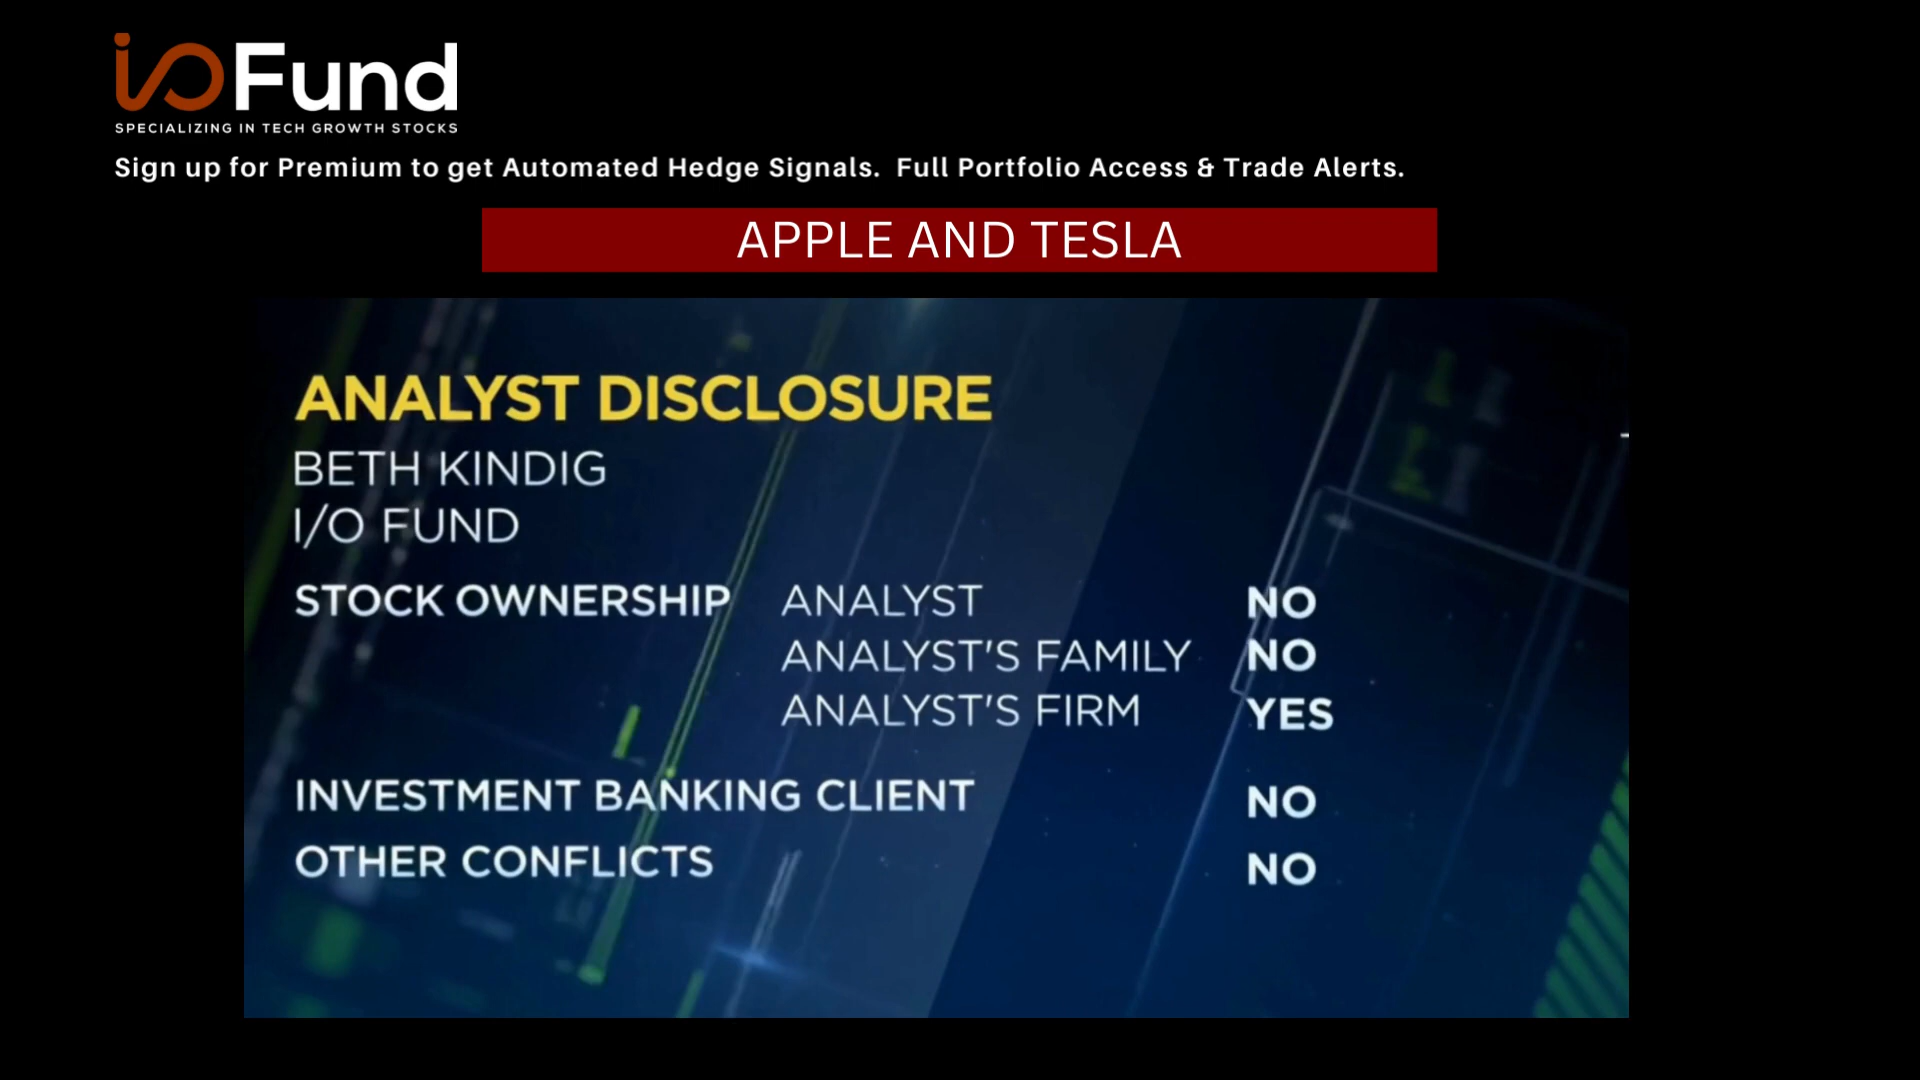 ioFund
SPECIALIZING IN TECH GROWTH STOCKS
Sign up for Premium to get Automated Hedge Signals. Full Portfolio Access & Trade Alerts.
APPLE AND TESLA
ANALYST DISCLOSURE
BETH KINDIG
I/O FUND
STOCK OWNERSHIP ANALYST NO
ANALYST'S FAMILY NO
ANALYST'S FIRM YES
INVESTMENT BANKING CLIENT NO
OTHER CONFLICTS NO